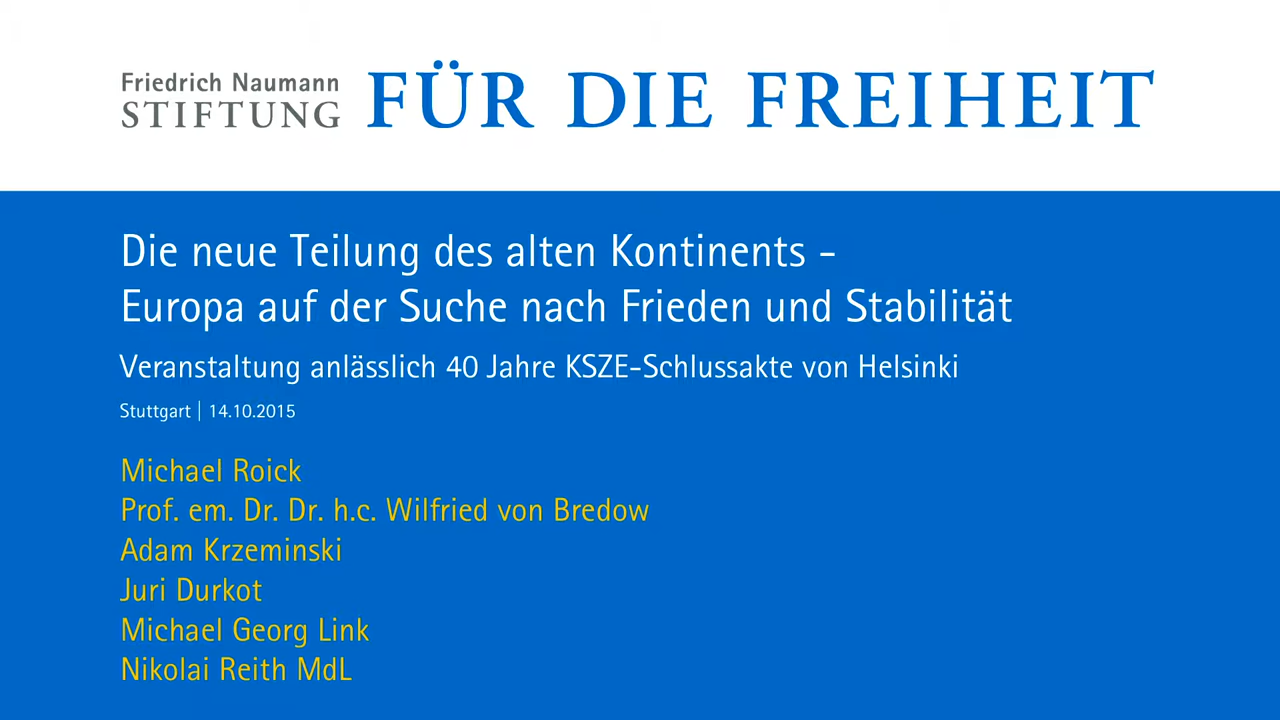 Friedrich Naumann
STIFTUNG FÜR DIE FREIHEIT
Die neue Teilung des alten Kontinents -
Europa auf der Suche nach Frieden und Stabilität
Veranstaltung anlässlich 40 Jahre KSZE-Schlussakte von Helsinki
Stuttgart | 14.10.2015
Michael Roick
Prof. em. Dr. Dr. h.c. Wilfried von Bredow
Adam Krzeminski
Juri Durkot
Michael Georg Link
Nikolai Reith MdL